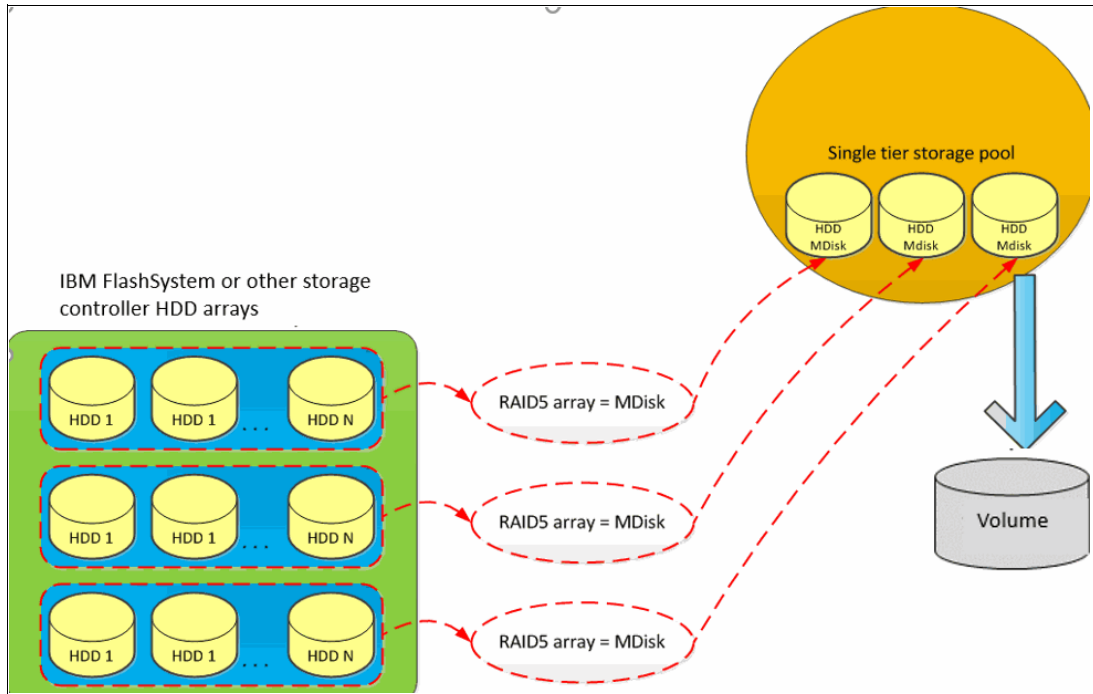 Single tier storage pool
HDD
MDisk
HDD
Mdisk
HDD
Mdisk
IBM FlashSystem or other storage
controller HDD arrays
HDD 1
HDD 1
...
HDD N
RAID5 array = MDisk
HDD 1
HDD 1
...
HDD N
RAID5 array = MDisk
Volume
HDD 1
HDD 1
...
HDD N
RAID5 array = MDisk